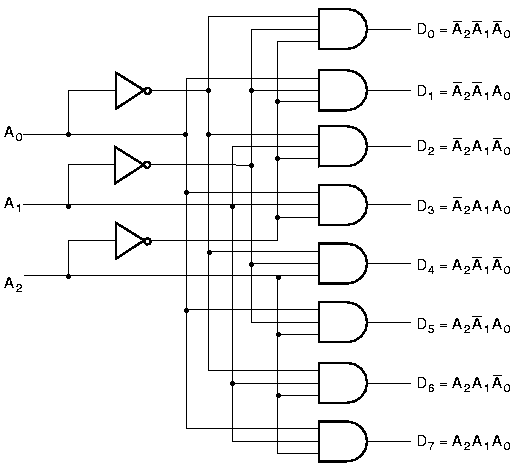 D₀ = A̅₂A̅₁A̅₀
D₁ = A̅₂A̅₁A₀
A₀
D₂ = A̅₂A₁A̅₀
A₁
D₃ = A̅₂A₁A₀
D₄ = A₂A̅₁A̅₀
A₂
D₅ = A₂A̅₁A₀
D₆ = A₂A₁A̅₀
D₇ = A₂A₁A₀